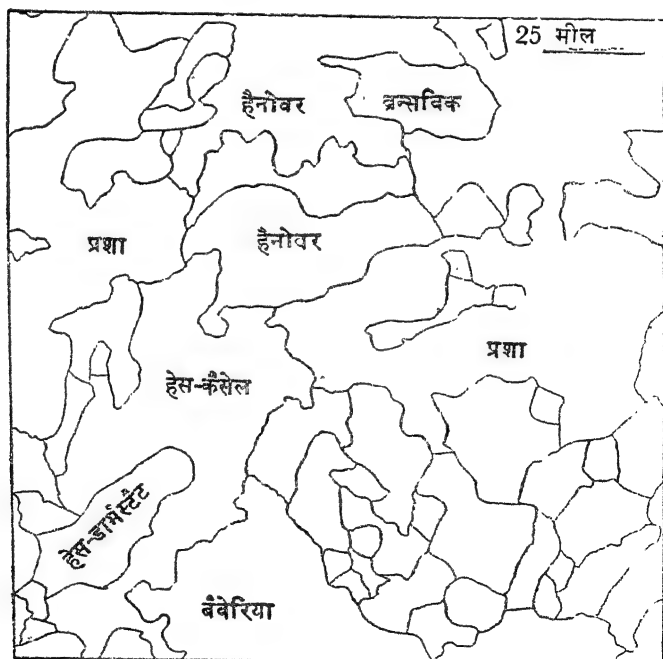 25 मील
हैनोवर
ब्रन्सविक
प्रशा
हैनोवर
प्रशा
हेस-कैसेल
हेस-डार्मस्टैट
बवेरिया